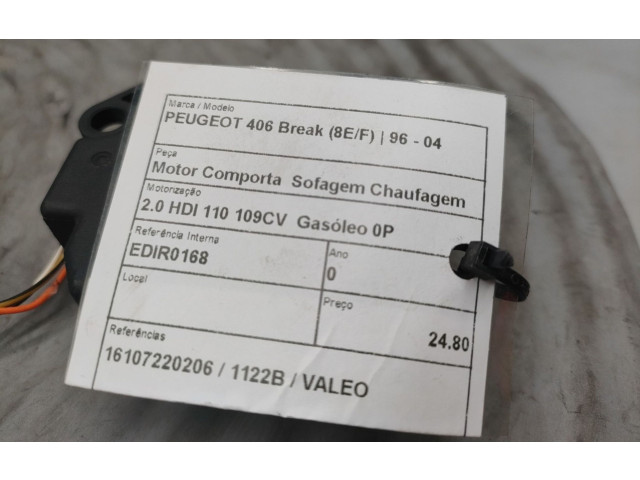 Marca / Modelo
PEUGEOT 406 Break (8E/F) | 96 - 04
Peça
Motor Comporta Sofagem Chaufagem
Motorização
2.0 HDI 110 109CV Gasóleo 0P
Referência Interna
EDIR0168
Ano
0
Local
Preço
24.80
Referências
16107220206 / 1122B / VALEO